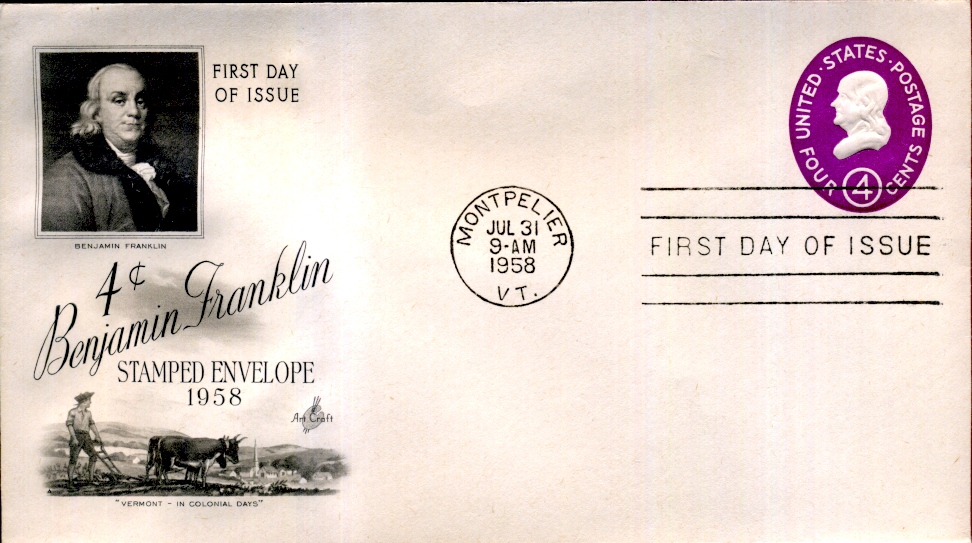 FIRST DAY
OF ISSUE
BENJAMIN FRANKLIN
4¢
Benjamin Franklin
STAMPED ENVELOPE
1958
Art Craft
"VERMONT - IN COLONIAL DAYS"
MONTPELIER
JUL 31
9-AM
1958
VT.
UNITED · STATES · POSTAGE
FOUR 4 CENTS
FIRST DAY OF ISSUE